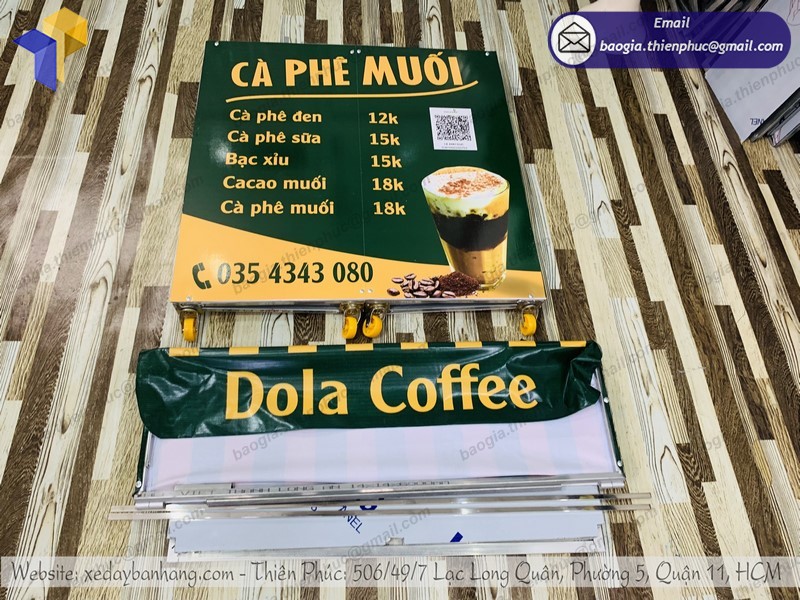 Email
baogia.thienphuc@gmail.com
CÀ PHÊ MUỐI
Cà phê đen 12k
Cà phê sữa 15k
Bạc xỉu 15k
Cacao muối 18k
Cà phê muối 18k
035 4343 080
Dola Coffee
Website: xedaybanhang.com - Thiên Phúc: 506/49/7 Lạc Long Quân, Phường 5, Quận 11, HCM